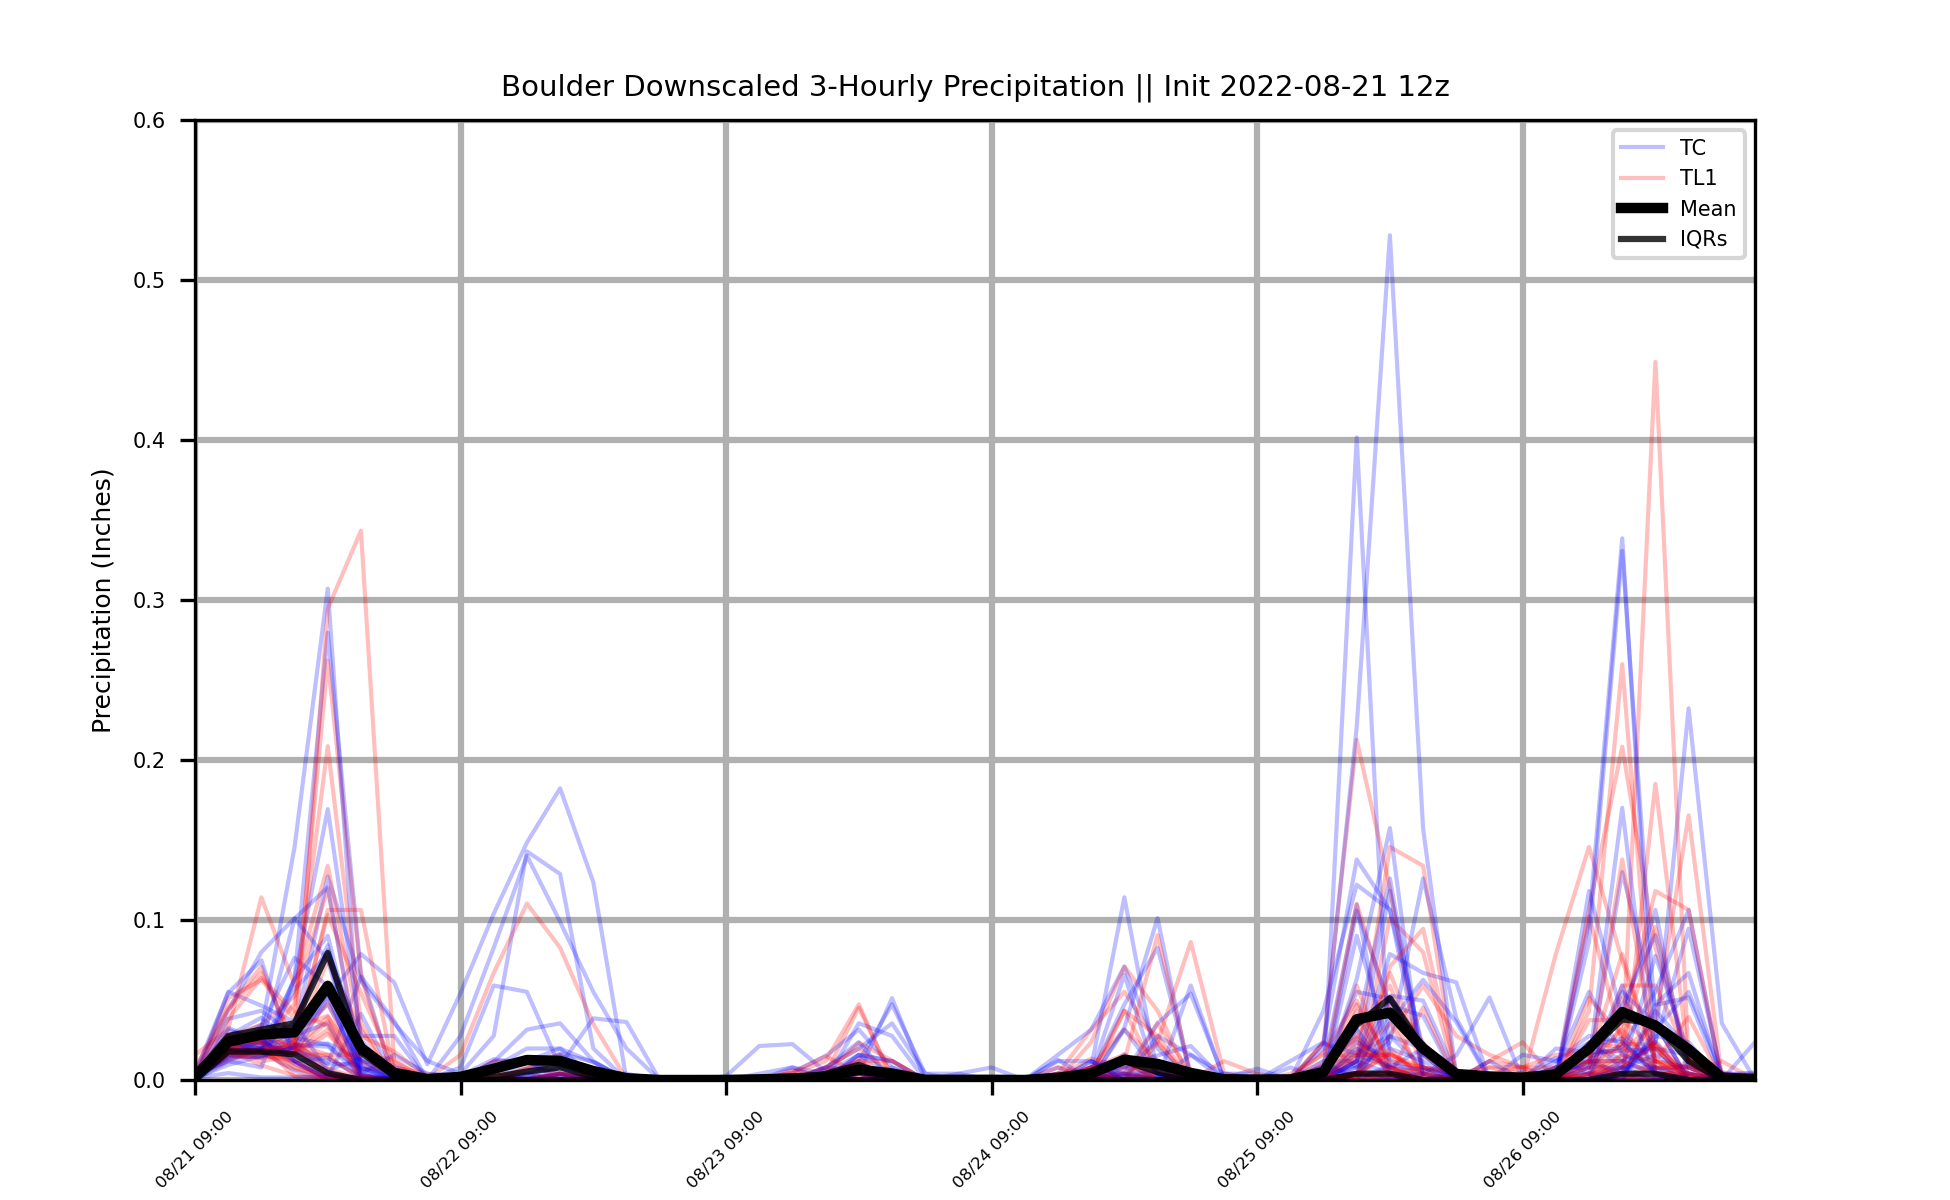 Boulder Downscaled 3-Hourly Precipitation || Init 2022-08-21 12z
0.6
0.5
0.4
0.3
0.2
0.1
0.0
Precipitation (Inches)
TC
TL1
Mean
IQRs
08/21 09:00
08/22 09:00
08/23 09:00
08/24 09:00
08/25 09:00
08/26 09:00